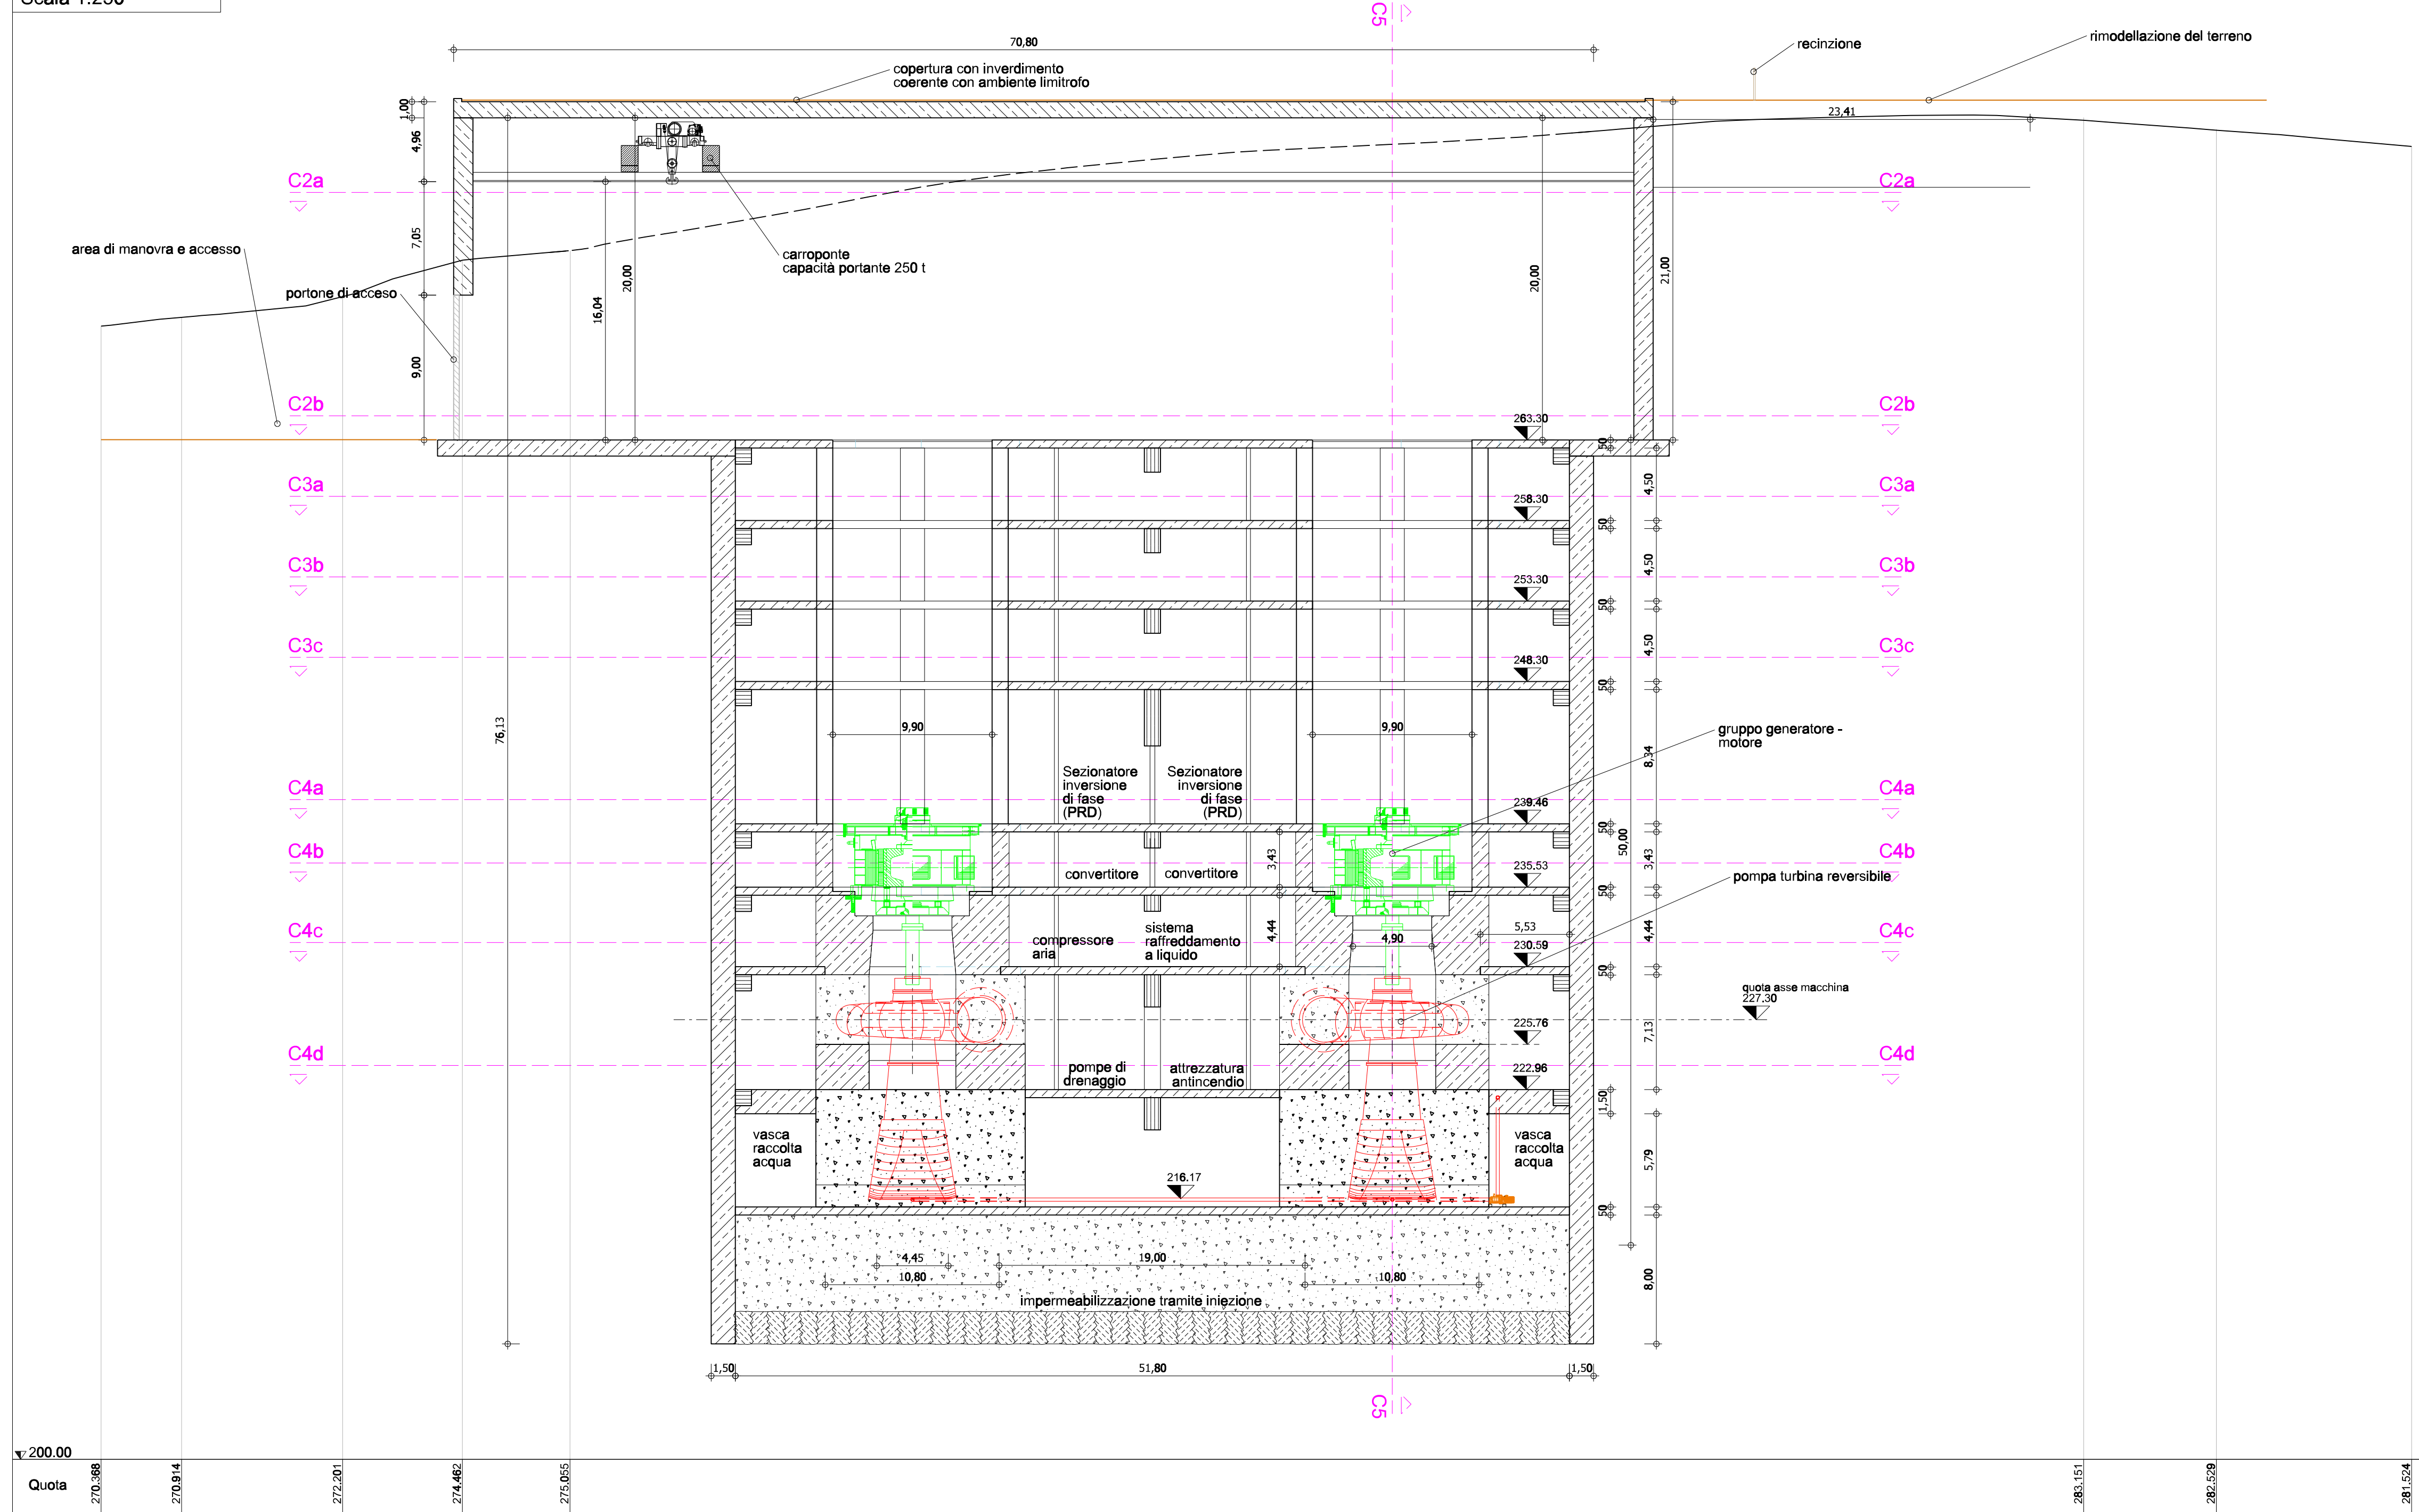 Scala 1:250
C5
70,80
recinzione
rimodellazione del terreno
copertura con inverdimento
coerente con ambiente limitrofo
1,00
4,96
23,41
C2a
C2a
7,05
area di manovra e accesso
carroponte
capacità portante 250 t
20,00
20,00
21,00
portone di acceso
16,04
9,00
C2b
C2b
263.30
50
C3a
C3a
4,50
258.30
50
C3b
C3b
4,50
253.30
50
C3c
C3c
4,50
248.30
50
76,13
9,90
9,90
gruppo generatore -
motore
8,34
Sezionatore
inversione
di fase
(PRD)
Sezionatore
inversione
di fase
(PRD)
C4a
C4a
239.46
50
50,00
C4b
C4b
3,43
3,43
convertitore
convertitore
235.53
50
pompa turbina reversibile
C4c
C4c
4,44
4,44
compressore
aria
sistema
raffreddamento
a liquido
4,90
5,53
230.59
50
quota asse macchina
227.30
225.76
7,13
C4d
C4d
pompe di
drenaggio
attrezzatura
antincendio
222.96
1,50
vasca
raccolta
acqua
vasca
raccolta
acqua
5,79
216.17
50
4,45
19,00
10,80
10,80
8,00
impermeabilizzazione tramite iniezione
1,50
51,80
1,50
C5
200.00
Quota
270.368
270.914
272.201
274.462
275.055
283.151
282.529
281.524